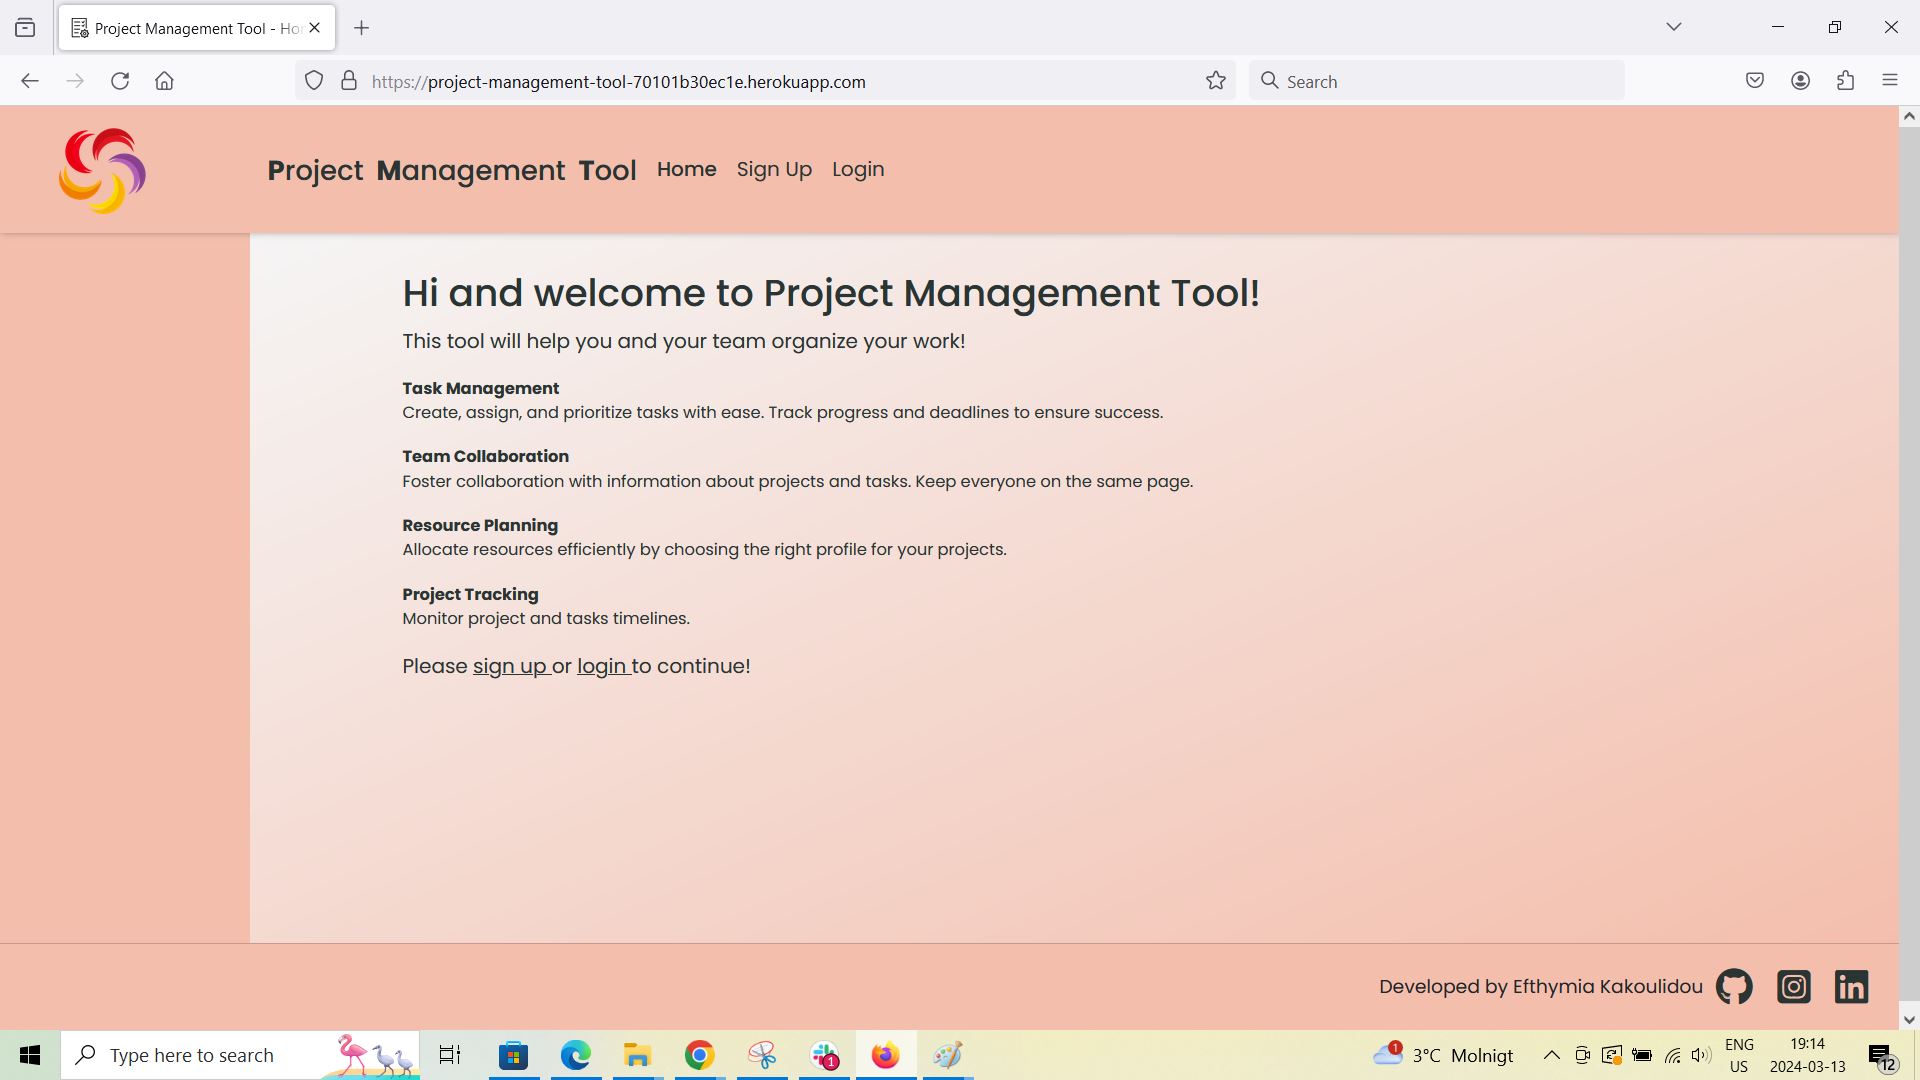 Project Management Tool - Ho
https://project-management-tool-70101b30ec1e.herokuapp.com
Search
Project Management Tool Home Sign Up Login
Hi and welcome to Project Management Tool!
This tool will help you and your team organize your work!
Task Management
Create, assign, and prioritize tasks with ease. Track progress and deadlines to ensure success.
Team Collaboration
Foster collaboration with information about projects and tasks. Keep everyone on the same page.
Resource Planning
Allocate resources efficiently by choosing the right profile for your projects.
Project Tracking
Monitor project and tasks timelines.
Please sign up or login to continue!
Developed by Efthymia Kakoulidou
Type here to search
1
1
3°C Molnigt
ENG
US
19:14
2024-03-13
12